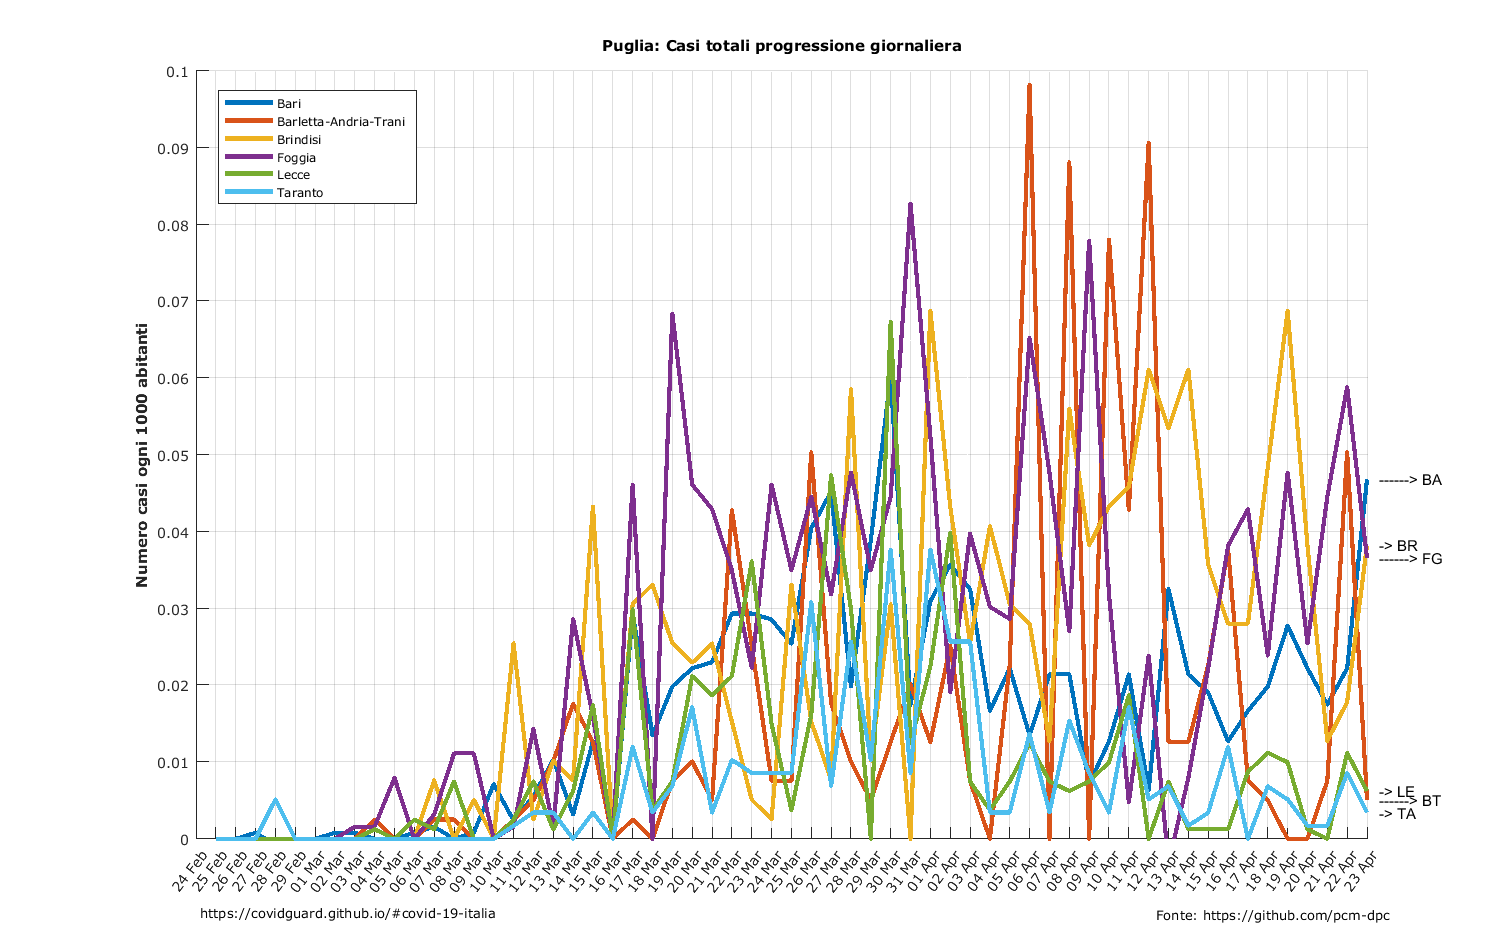 Puglia: Casi totali progressione giornaliera
0.1
0.09
0.08
0.07
0.06
0.05
0.04
0.03
0.02
0.01
0
Numero casi ogni 1000 abitanti
Bari
Barletta-Andria-Trani
Brindisi
Foggia
Lecce
Taranto
------> BA
-> BR
------> FG
-> LE
------> BT
-> TA
24 Feb
25 Feb
26 Feb
27 Feb
28 Feb
29 Feb
01 Mar
02 Mar
03 Mar
04 Mar
05 Mar
06 Mar
07 Mar
08 Mar
09 Mar
10 Mar
11 Mar
12 Mar
13 Mar
14 Mar
15 Mar
16 Mar
17 Mar
18 Mar
19 Mar
20 Mar
21 Mar
22 Mar
23 Mar
24 Mar
25 Mar
26 Mar
27 Mar
28 Mar
29 Mar
30 Mar
31 Mar
01 Apr
02 Apr
03 Apr
04 Apr
05 Apr
06 Apr
07 Apr
08 Apr
09 Apr
10 Apr
11 Apr
12 Apr
13 Apr
14 Apr
15 Apr
16 Apr
17 Apr
18 Apr
19 Apr
20 Apr
21 Apr
22 Apr
23 Apr
https://covidguard.github.io/#covid-19-italia
Fonte: https://github.com/pcm-dpc